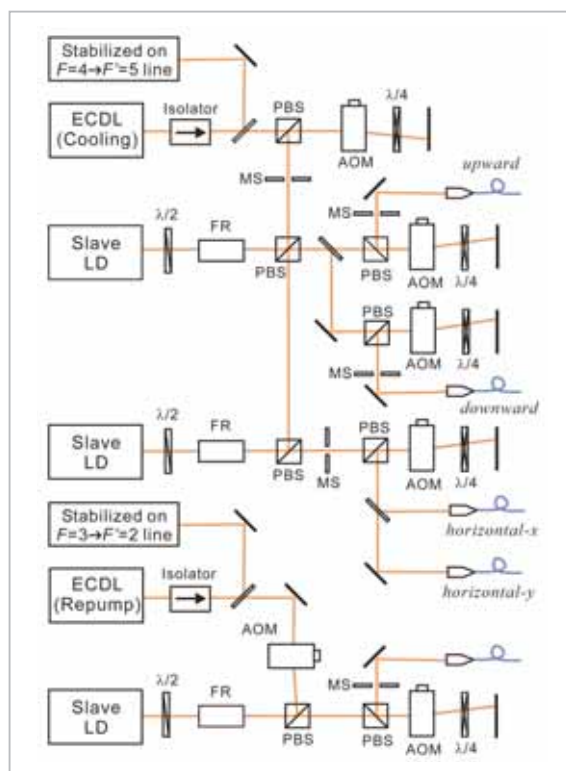 Stabilized on
F=4→F'=5 line
Isolator
PBS
λ/4
ECDL
(Cooling)
AOM
upward
MS
MS
λ/2
FR
Slave
LD
PBS
PBS
AOM
λ/4
PBS
MS
AOM
λ/4
downward
λ/2
FR
Slave
LD
PBS
MS
PBS
AOM
λ/4
Stabilized on
F=3→F'=2 line
horizontal-x
Isolator
ECDL
(Repump)
horizontal-y
AOM
λ/2
FR
MS
Slave
LD
PBS
PBS
AOM
λ/4